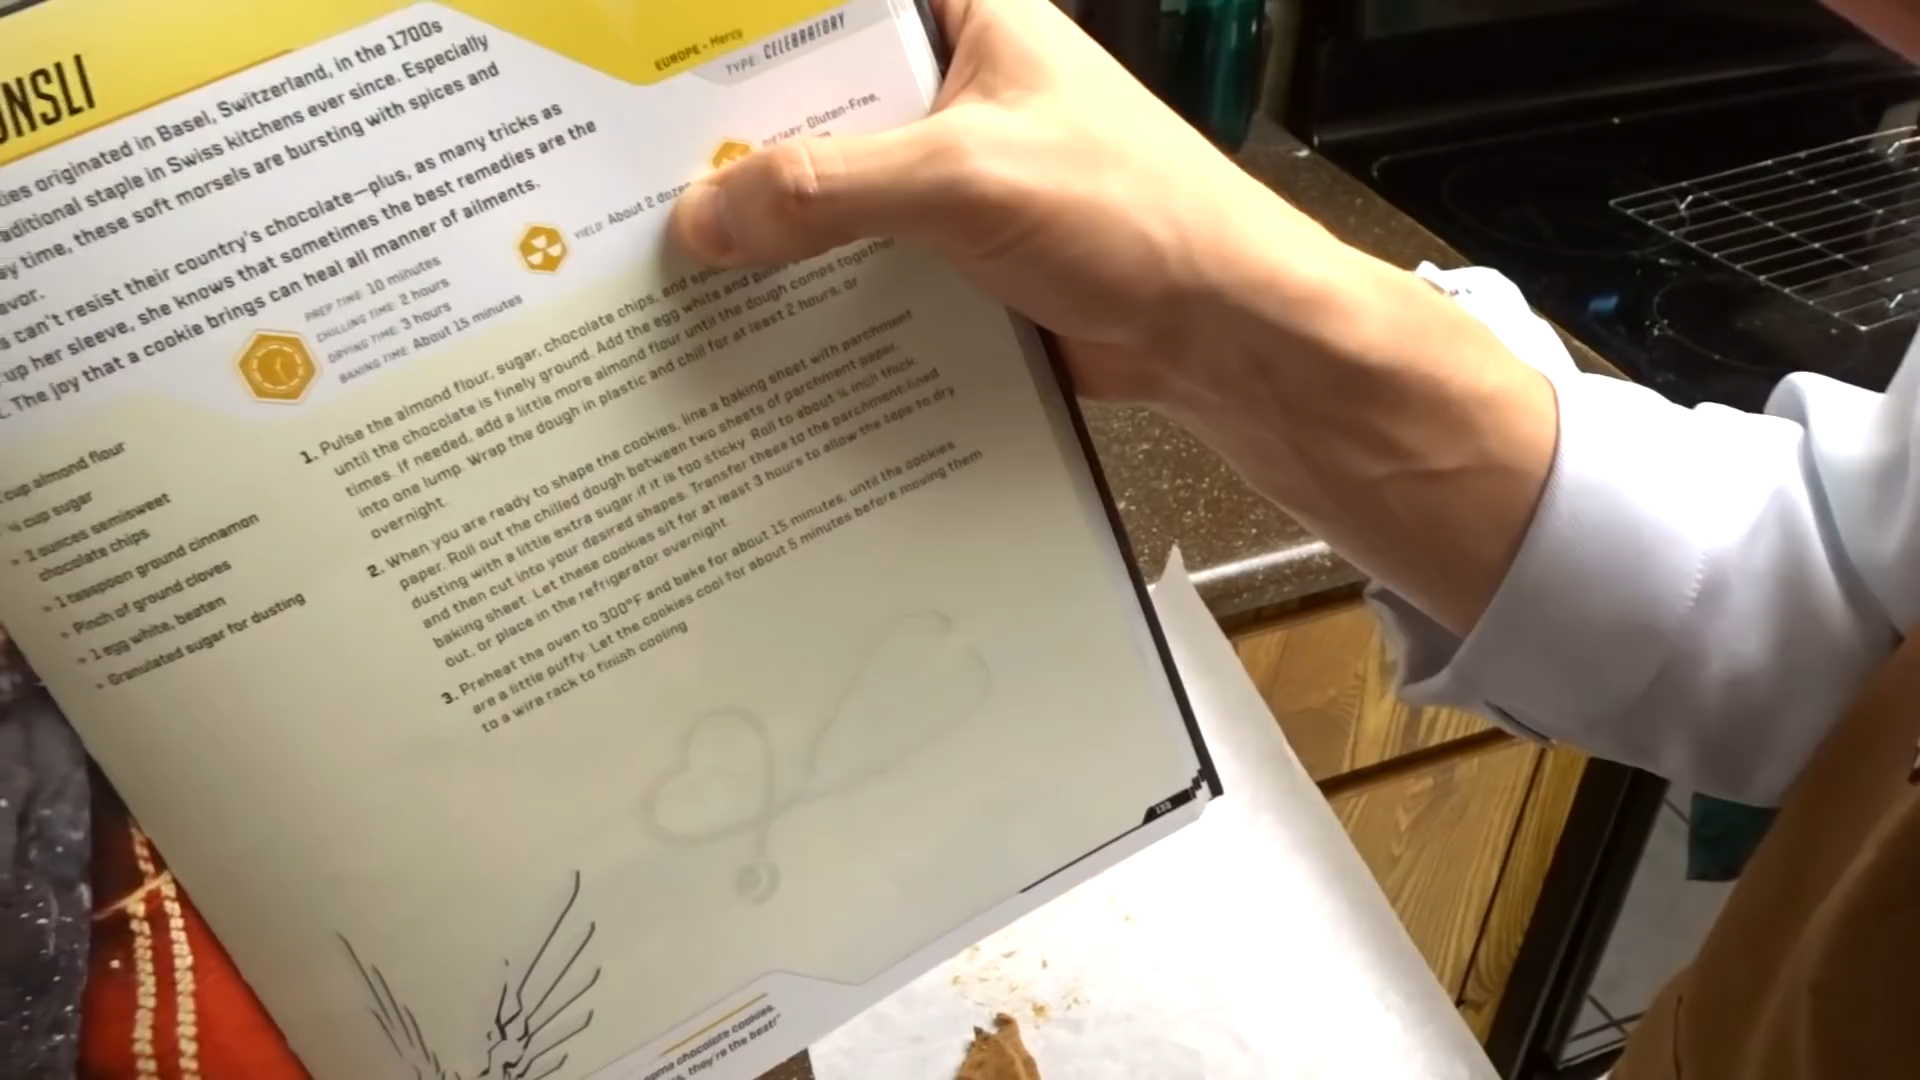 UNSLI
EUROPE - Mercy
TYPE: CELEBRATORY
ies originated in Basel, Switzerland, in the 1700s
aditional staple in Swiss kitchens ever since. Especially
ay time, these soft morsels are bursting with spices and
avor.
s can't resist their country's chocolate—plus, as many tricks as
up her sleeve, she knows that sometimes the best remedies are the
. The joy that a cookie brings can heal all manner of ailments.
PREP TIME: 10 minutes
CHILLING TIME: 2 hours
DRYING TIME: 3 hours
BAKING TIME: About 15 minutes
YIELD: About 2 dozen
DIETARY: Gluten-Free,
cup almond flour
cup sugar
» ounces semisweet
chocolate chips
» 1 teaspoon ground cinnamon
» Pinch of ground cloves
» 1 egg white, beaten
» Granulated sugar for dusting
1. Pulse the almond flour, sugar, chocolate chips, and
until the chocolate is finely ground. Add the egg white and pulse
times. If needed, add a little more almond flour until the dough comes together
into one lump. Wrap the dough in plastic and chill for at least 2 hours, or
overnight.
2. When you are ready to shape the cookies, line a baking sheet with parchment
paper. Roll out the chilled dough between two sheets of parchment paper,
dusting with a little extra sugar if it is too sticky. Roll to about inch thick,
and then cut into your desired shapes. Transfer these to the parchment-lined
baking sheet. Let these cookies sit for at least 3 hours to allow the tops to dry
out, or place in the refrigerator overnight.
3. Preheat the oven to 300°F and bake for about 15 minutes, until the cookies
are a little puffy. Let the cookies cool for about 5 minutes before moving them
to a wire rack to finish cooling
some chocolate cookies.
they're the best!"